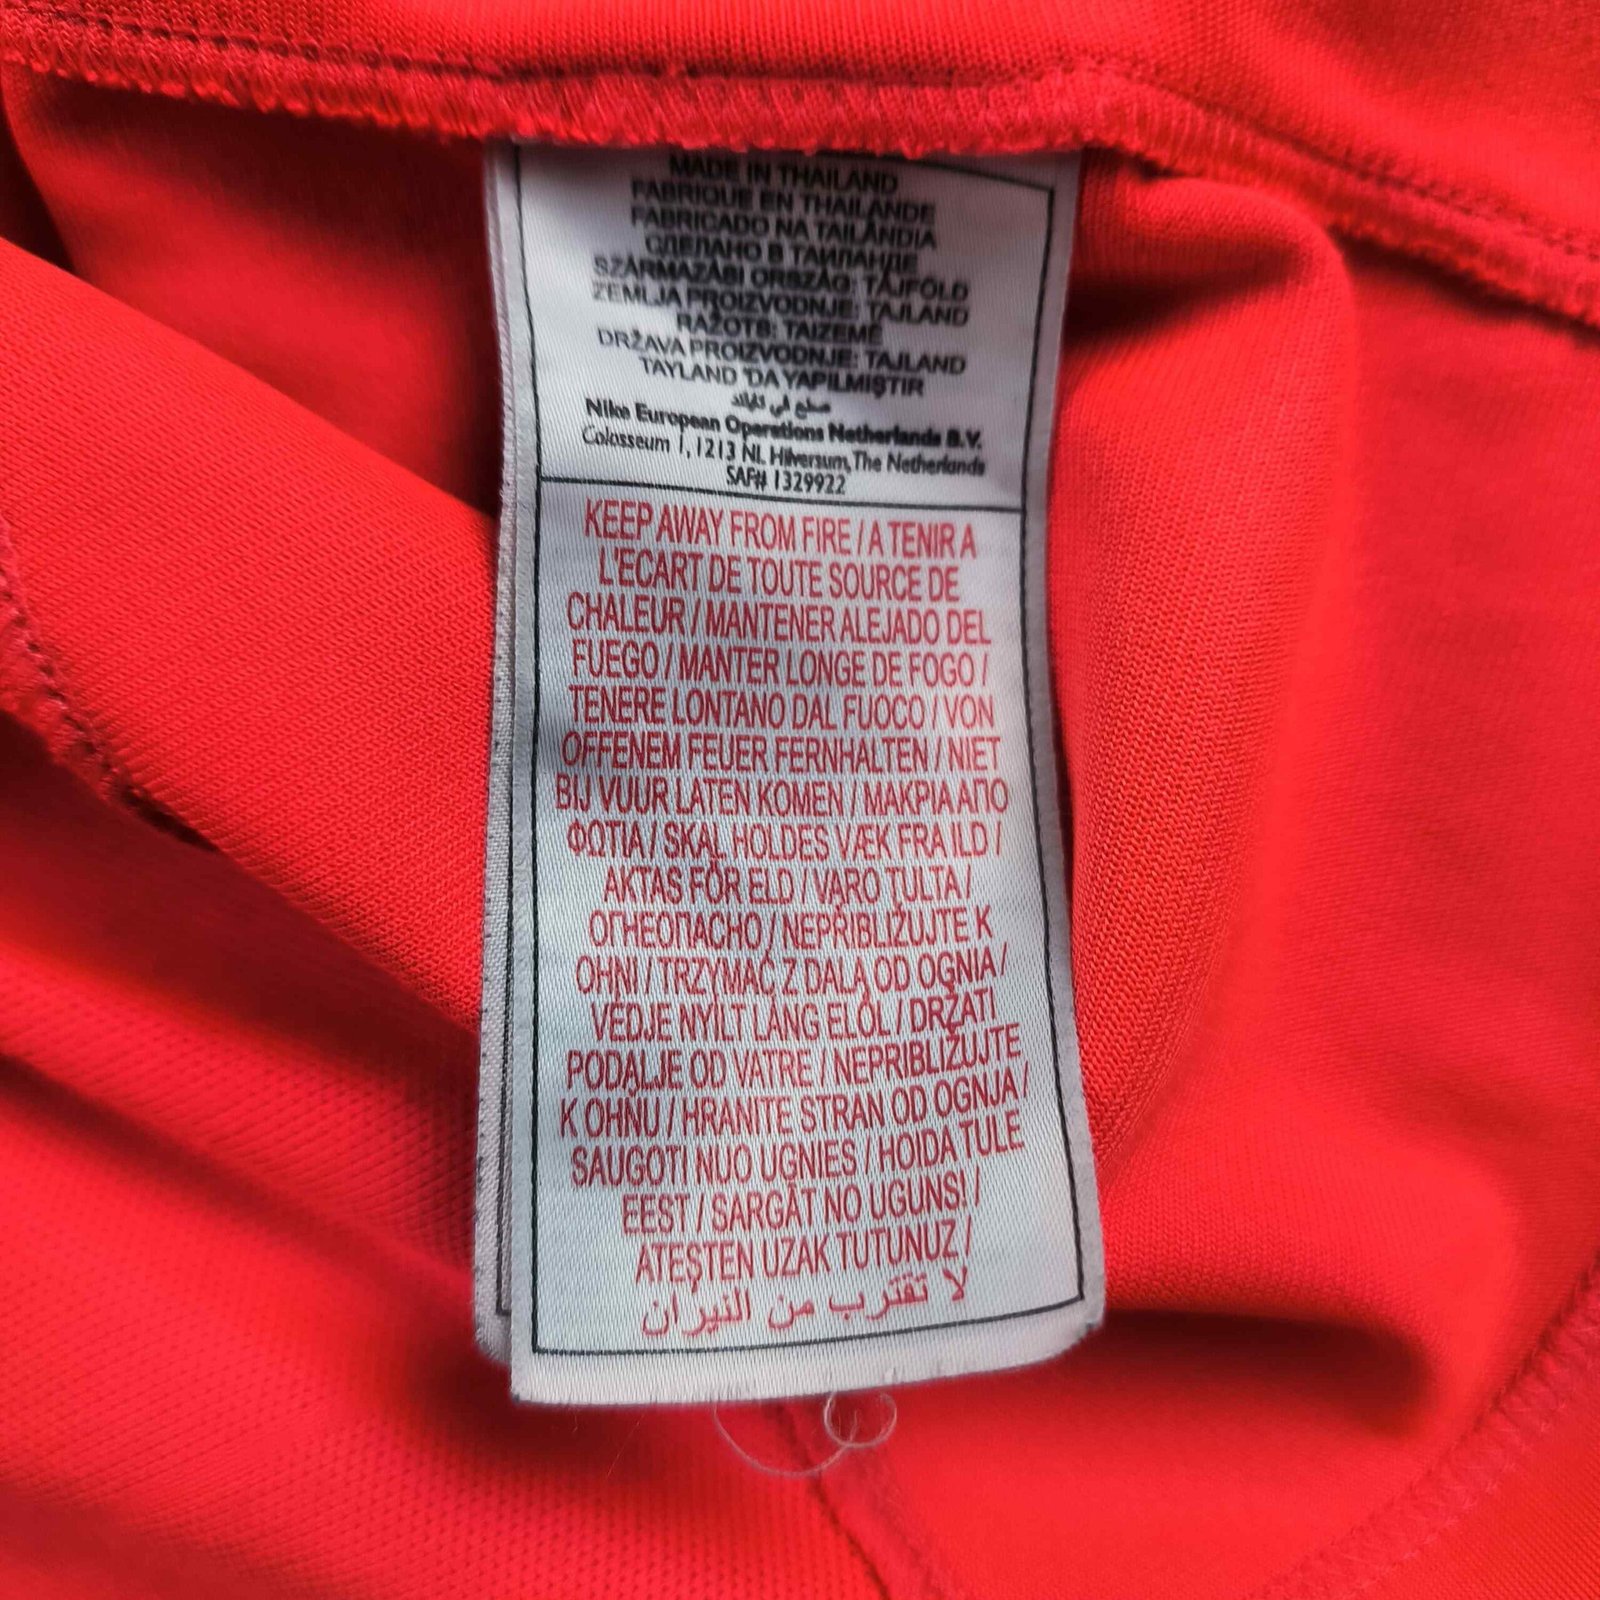 MADE IN THAILAND
FABRIQUE EN THAILANDE
FABRICADO NA TAILÂNDIA
СДЕЛАНО В ТАИЛАНДЕ
SZÁRMAZÁSI ORSZÁG: TÁJFÖLD
ZEMLJA PROIZVODNJE: TAJLAND
RAŽOTS: TAIZEMĒ
DRŽAVA PROIZVODNJE: TAJLAND
TAYLAND 'DA YAPILMIŞTIR
صنع في تايلاند
Nike European Operations Netherlands B.V.
Colosseum 1, 1213 NL Hilversum, The Netherlands
SAF# 1329922
KEEP AWAY FROM FIRE / A TENIR A
L'ECART DE TOUTE SOURCE DE
CHALEUR / MANTENER ALEJADO DEL
FUEGO / MANTER LONGE DE FOGO /
TENERE LONTANO DAL FUOCO / VON
OFFENEM FEUER FERNHALTEN / NIET
BIJ VUUR LATEN KOMEN / ΜΑΚΡΙΑ ΑΠΟ
ΦΩΤΙΑ / SKAL HOLDES VÆK FRA ILD /
AKTAS FÖR ELD / VARO TULTA /
ОГНЕОПАСНО / NEPŘIBLIŽUJTE K
OHNI / TRZYMAĆ Z DALA OD OGNIA /
VÉDJE NYÍLT LÁNG ELŐL / DRŽATI
PODALJE OD VATRE / NEPRIBLIŽUJTE
K OHŇU / HRANITE STRAN OD OGNJA /
SAUGOTI NUO UGNIES / HOIDA TULE
EEST / SARGĀT NO UGUNS! /
ATEŞTEN UZAK TUTUNUZ /
لا تقترب من النيران